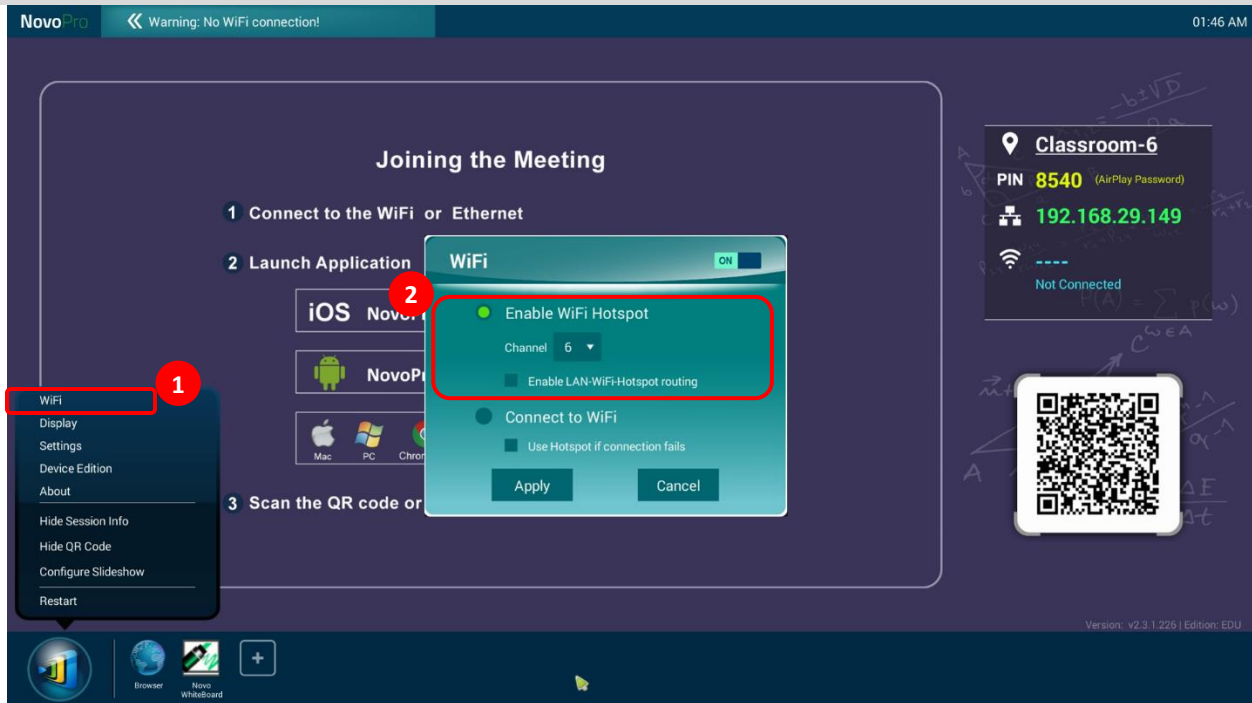 NovoPro
Warning: No WiFi connection!
01:46 AM
Joining the Meeting
1 Connect to the WiFi or Ethernet
2 Launch Application
iOS
Mac PC
3 Scan the QR code or
WiFi
ON
2
Enable WiFi Hotspot
Channel 6
Enable LAN-WiFi-Hotspot routing
Connect to WiFi
Use Hotspot if connection fails
Apply Cancel
Classroom-6
PIN 8540 (AirPlay Password)
192.168.29.149
----
Not Connected
1
WiFi
Display
Settings
Device Edition
About
Hide Session Info
Hide QR Code
Configure Slideshow
Restart
Version: v2.3.1.226 | Edition: EDU
Browser
Novo
WhiteBoard